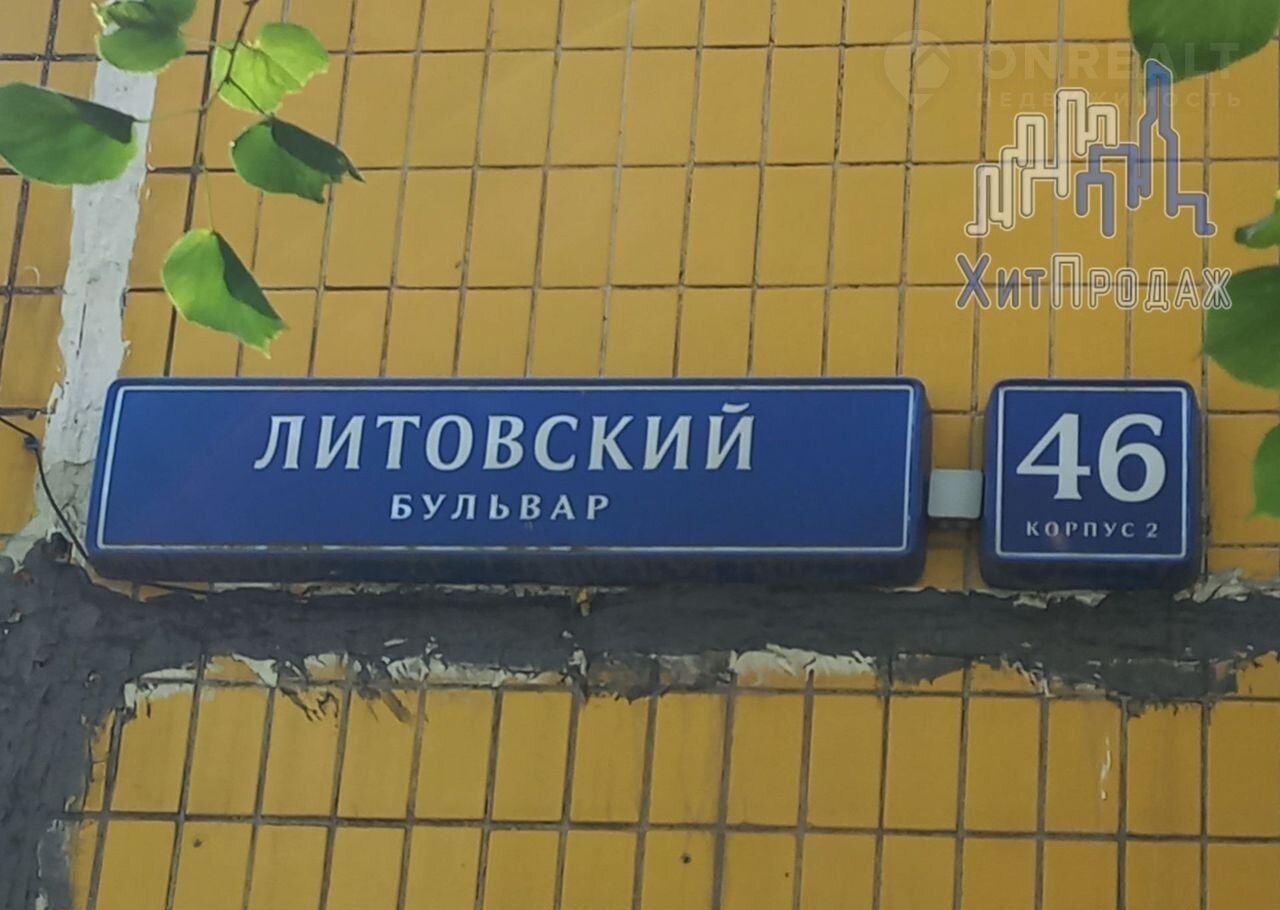 ONREALT
НЕДВИЖИМОСТЬ
ХитПродаж
ЛИТОВСКИЙ
БУЛЬВАР
46
КОРПУС 2